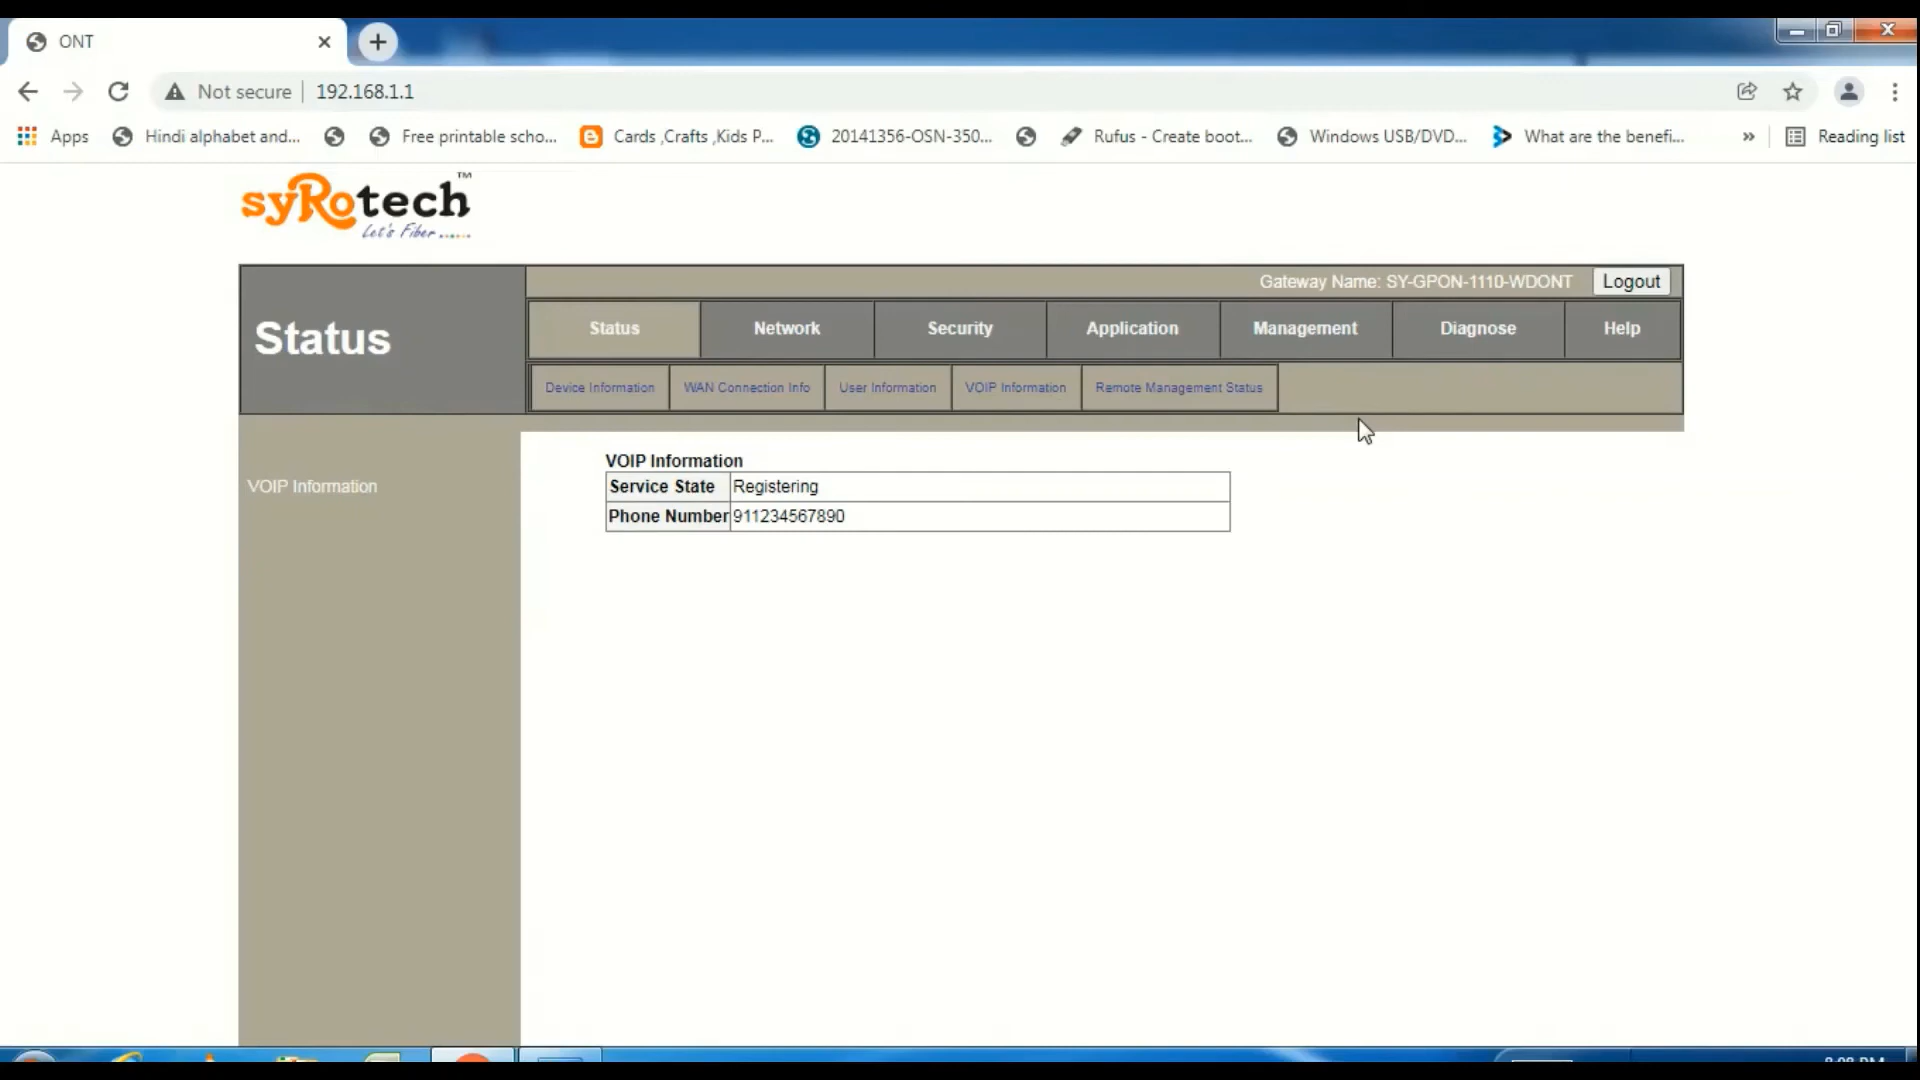 ONT
Not secure 192.168.1.1
Apps Hindi alphabet and... Free printable scho... Cards ,Crafts ,Kids P... 20141356-OSN-350... Rufus - Create boot... Windows USB/DVD... What are the benefi... » Reading list
syRotech™
Let's Fiber ......
Gateway Name: SY-GPON-1110-WDONT Logout
Status
Status Network Security Application Management Diagnose Help
Device Information WAN Connection Info User Information VOIP Information Remote Management Status
VOIP Information
VOIP Information
Service State Registering
Phone Number 911234567890